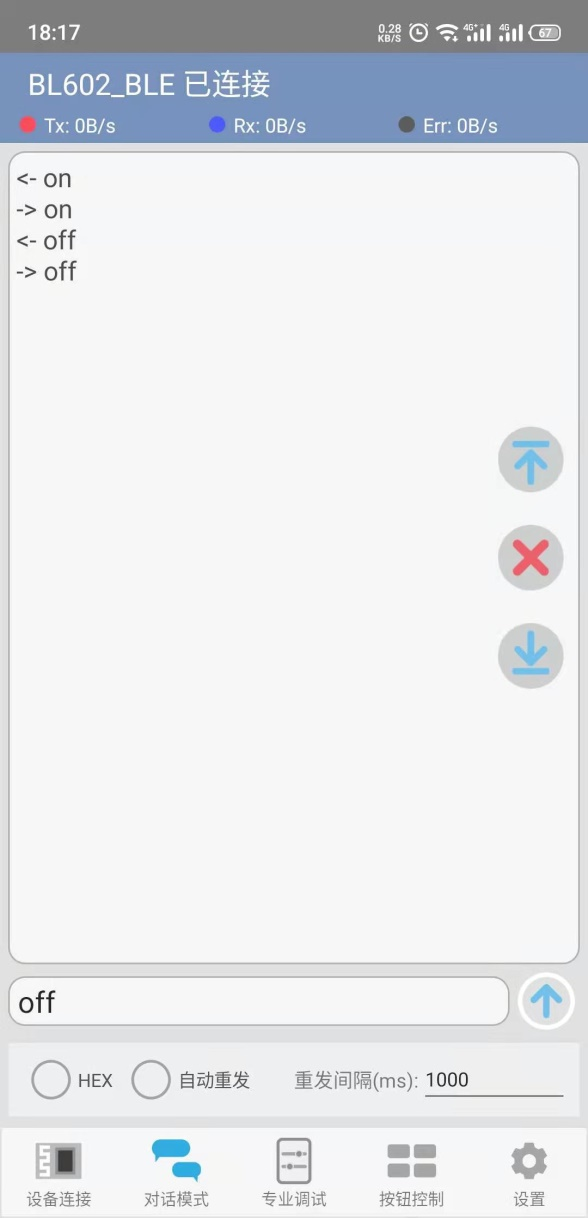 18:17
0.28 KB/S 4G+ 4G 67
BL602_BLE 已连接
Tx: 0B/s Rx: 0B/s Err: 0B/s
<- on
-> on
<- off
-> off
off
HEX 自动重发 重发间隔(ms): 1000
设备连接 对话模式 专业调试 按钮控制 设置